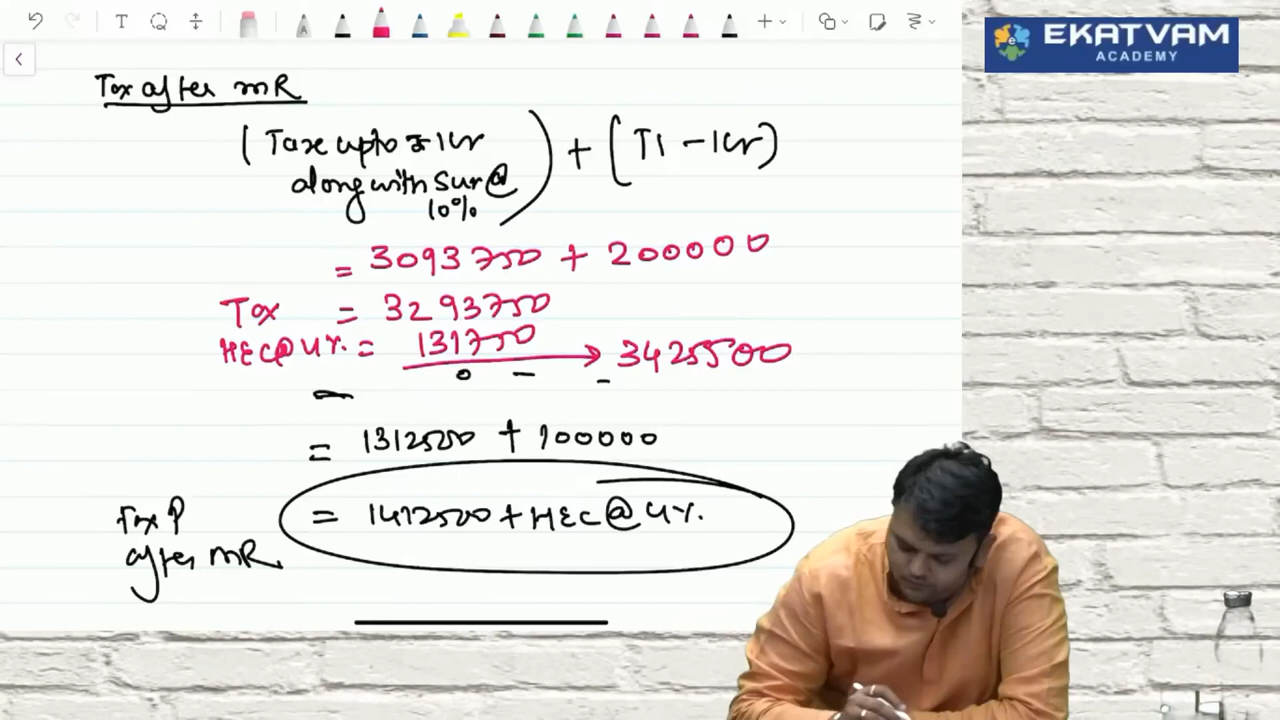 EKATVAM
ACADEMY
Tax after MR
(Taxe upto ₹1cr
along with Sur@
10%) + (TI - 1cr)
= 3093750 + 200000
Tax = 3293750
HEC@4%. = 131750 → 3425500
= 1312500 + 100000
Tax P
after MR.
= 1412500 + HEC@4%.